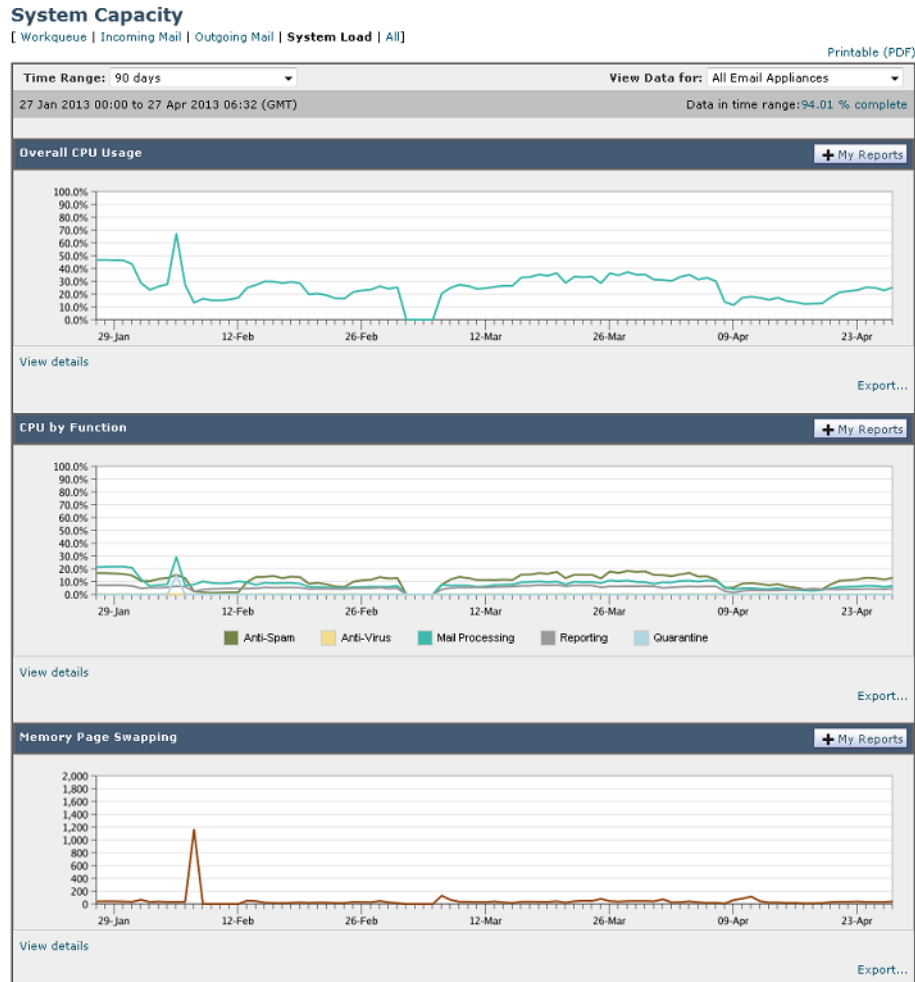 System Capacity
[ Workqueue | Incoming Mail | Outgoing Mail | System Load | All]
Printable (PDF)
Time Range: 90 days View Data for: All Email Appliances
27 Jan 2013 00:00 to 27 Apr 2013 06:32 (GMT) Data in time range:94.01 % complete
Overall CPU Usage + My Reports
100.0%
90.0%
80.0%
70.0%
60.0%
50.0%
40.0%
30.0%
20.0%
10.0%
0.0%
29-Jan 12-Feb 26-Feb 12-Mar 26-Mar 09-Apr 23-Apr
View details
Export...
CPU by Function + My Reports
100.0%
90.0%
80.0%
70.0%
60.0%
50.0%
40.0%
30.0%
20.0%
10.0%
0.0%
29-Jan 12-Feb 26-Feb 12-Mar 26-Mar 09-Apr 23-Apr
Anti-Spam Anti-Virus Mail Processing Reporting Quarantine
View details
Export...
Memory Page Swapping + My Reports
2,000
1,800
1,600
1,400
1,200
1,000
800
600
400
200
0
29-Jan 12-Feb 26-Feb 12-Mar 26-Mar 09-Apr 23-Apr
View details
Export...